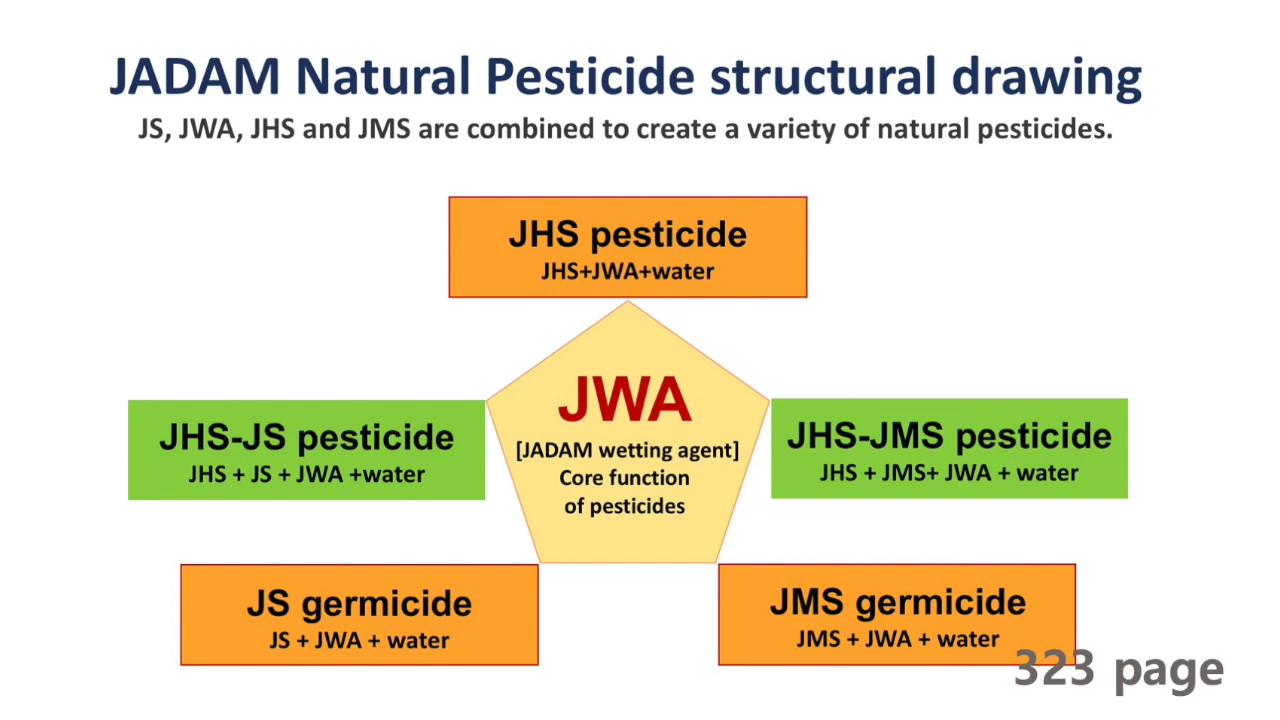 JADAM Natural Pesticide structural drawing
JS, JWA, JHS and JMS are combined to create a variety of natural pesticides.
JHS pesticide
JHS+JWA+water
JWA
[JADAM wetting agent]
Core function
of pesticides
JHS-JS pesticide
JHS + JS + JWA +water
JHS-JMS pesticide
JHS + JMS+ JWA + water
JS germicide
JS + JWA + water
JMS germicide
JMS + JWA + water
323 page